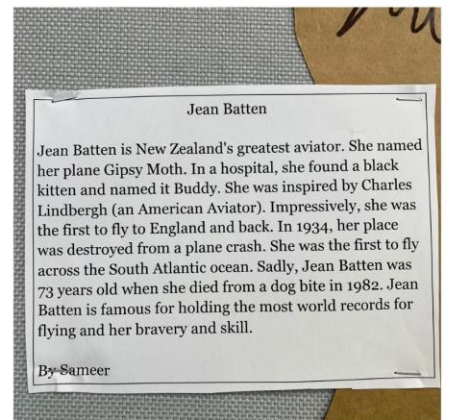 Jean Batten
Jean Batten is New Zealand's greatest aviator. She named
her plane Gipsy Moth. In a hospital, she found a black
kitten and named it Buddy. She was inspired by Charles
Lindbergh (an American Aviator). Impressively, she was
the first to fly to England and back. In 1934, her place
was destroyed from a plane crash. She was the first to fly
across the South Atlantic ocean. Sadly, Jean Batten was
73 years old when she died from a dog bite in 1982. Jean
Batten is famous for holding the most world records for
flying and her bravery and skill.
By Sameer